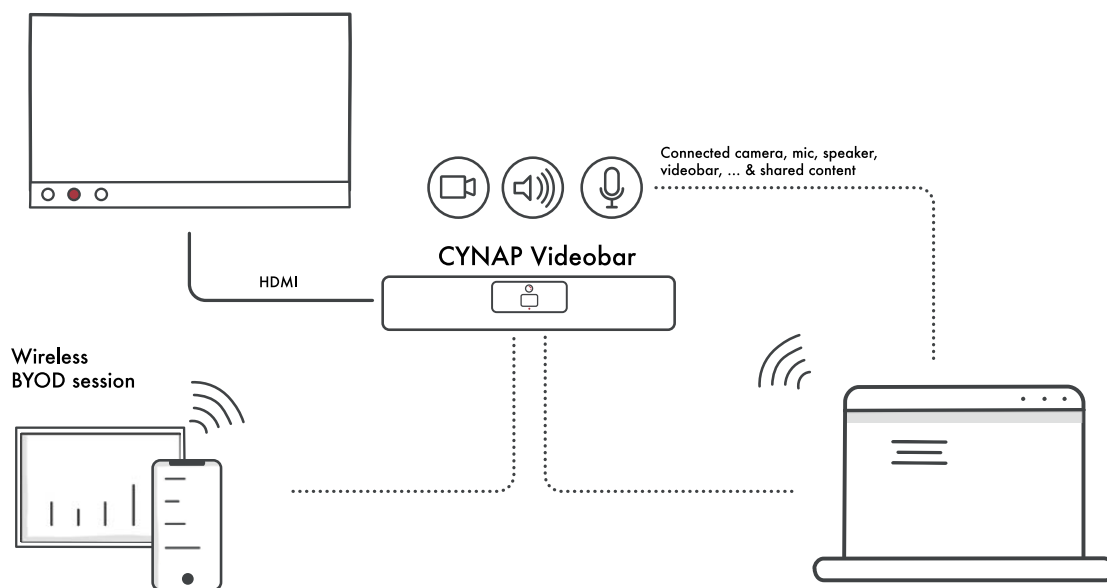 Connected camera, mic, speaker,
videobar, ... & shared content
CYNAP Videobar
HDMI
Wireless
BYOD session